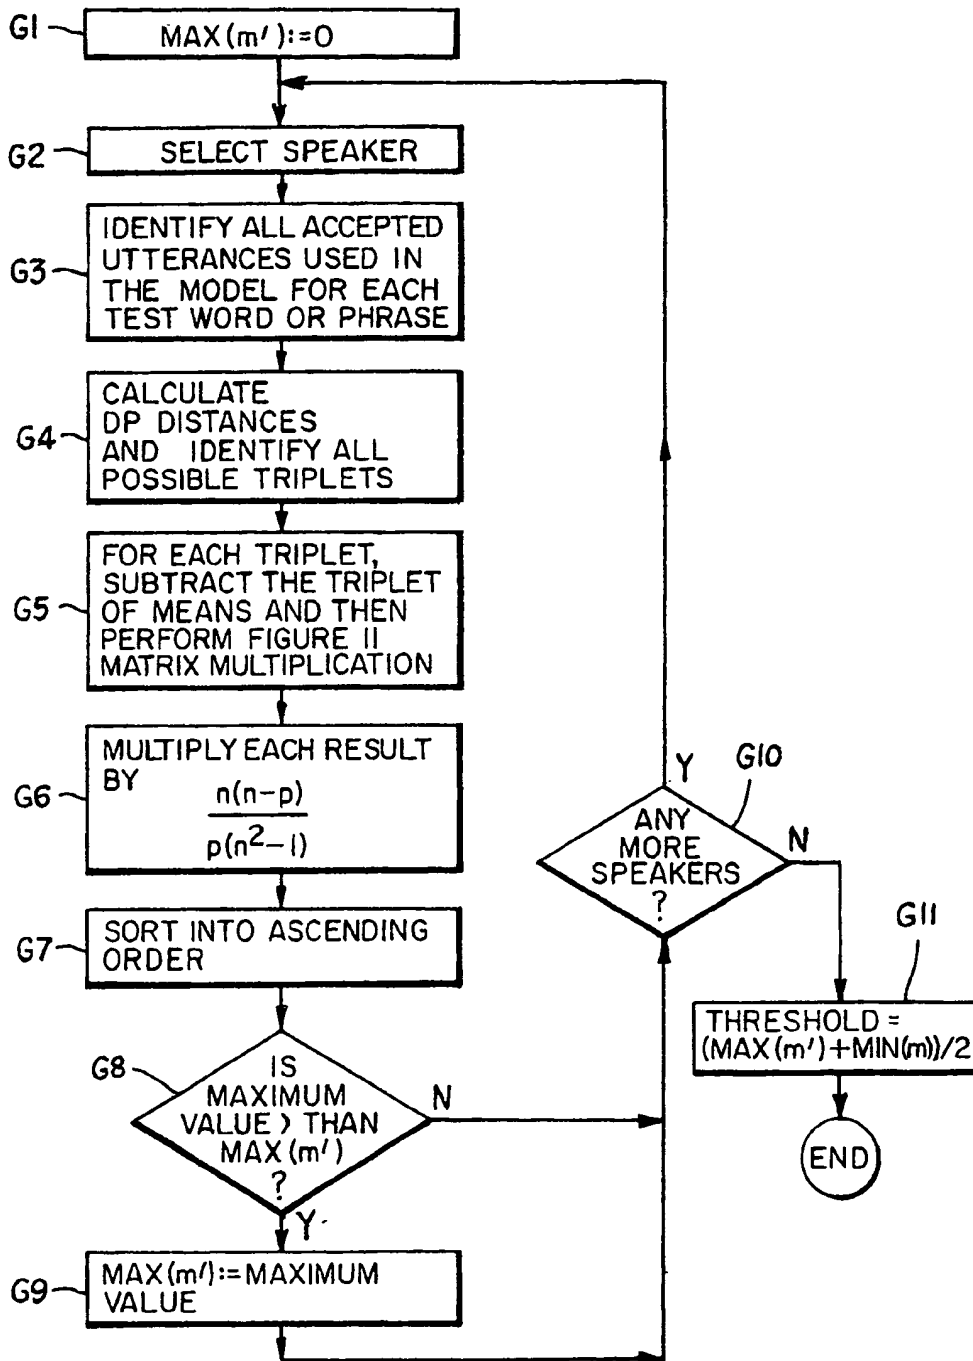 G1
MAX(m'):=0
G2
SELECT SPEAKER
G3
IDENTIFY ALL ACCEPTED
UTTERANCES USED IN
THE MODEL FOR EACH
TEST WORD OR PHRASE
G4
CALCULATE
DP DISTANCES
AND IDENTIFY ALL
POSSIBLE TRIPLETS
G5
FOR EACH TRIPLET,
SUBTRACT THE TRIPLET
OF MEANS AND THEN
PERFORM FIGURE 11
MATRIX MULTIPLICATION
G6
MULTIPLY EACH RESULT
BY
n(n-p)
p(n²-1)
G7
SORT INTO ASCENDING
ORDER
G8
IS
MAXIMUM
VALUE > THAN
MAX(m')
?
N
Y
G9
MAX(m'):=MAXIMUM
VALUE
G10
ANY
MORE
SPEAKERS
?
Y
N
G11
THRESHOLD=
(MAX(m')+MIN(m))/2
END